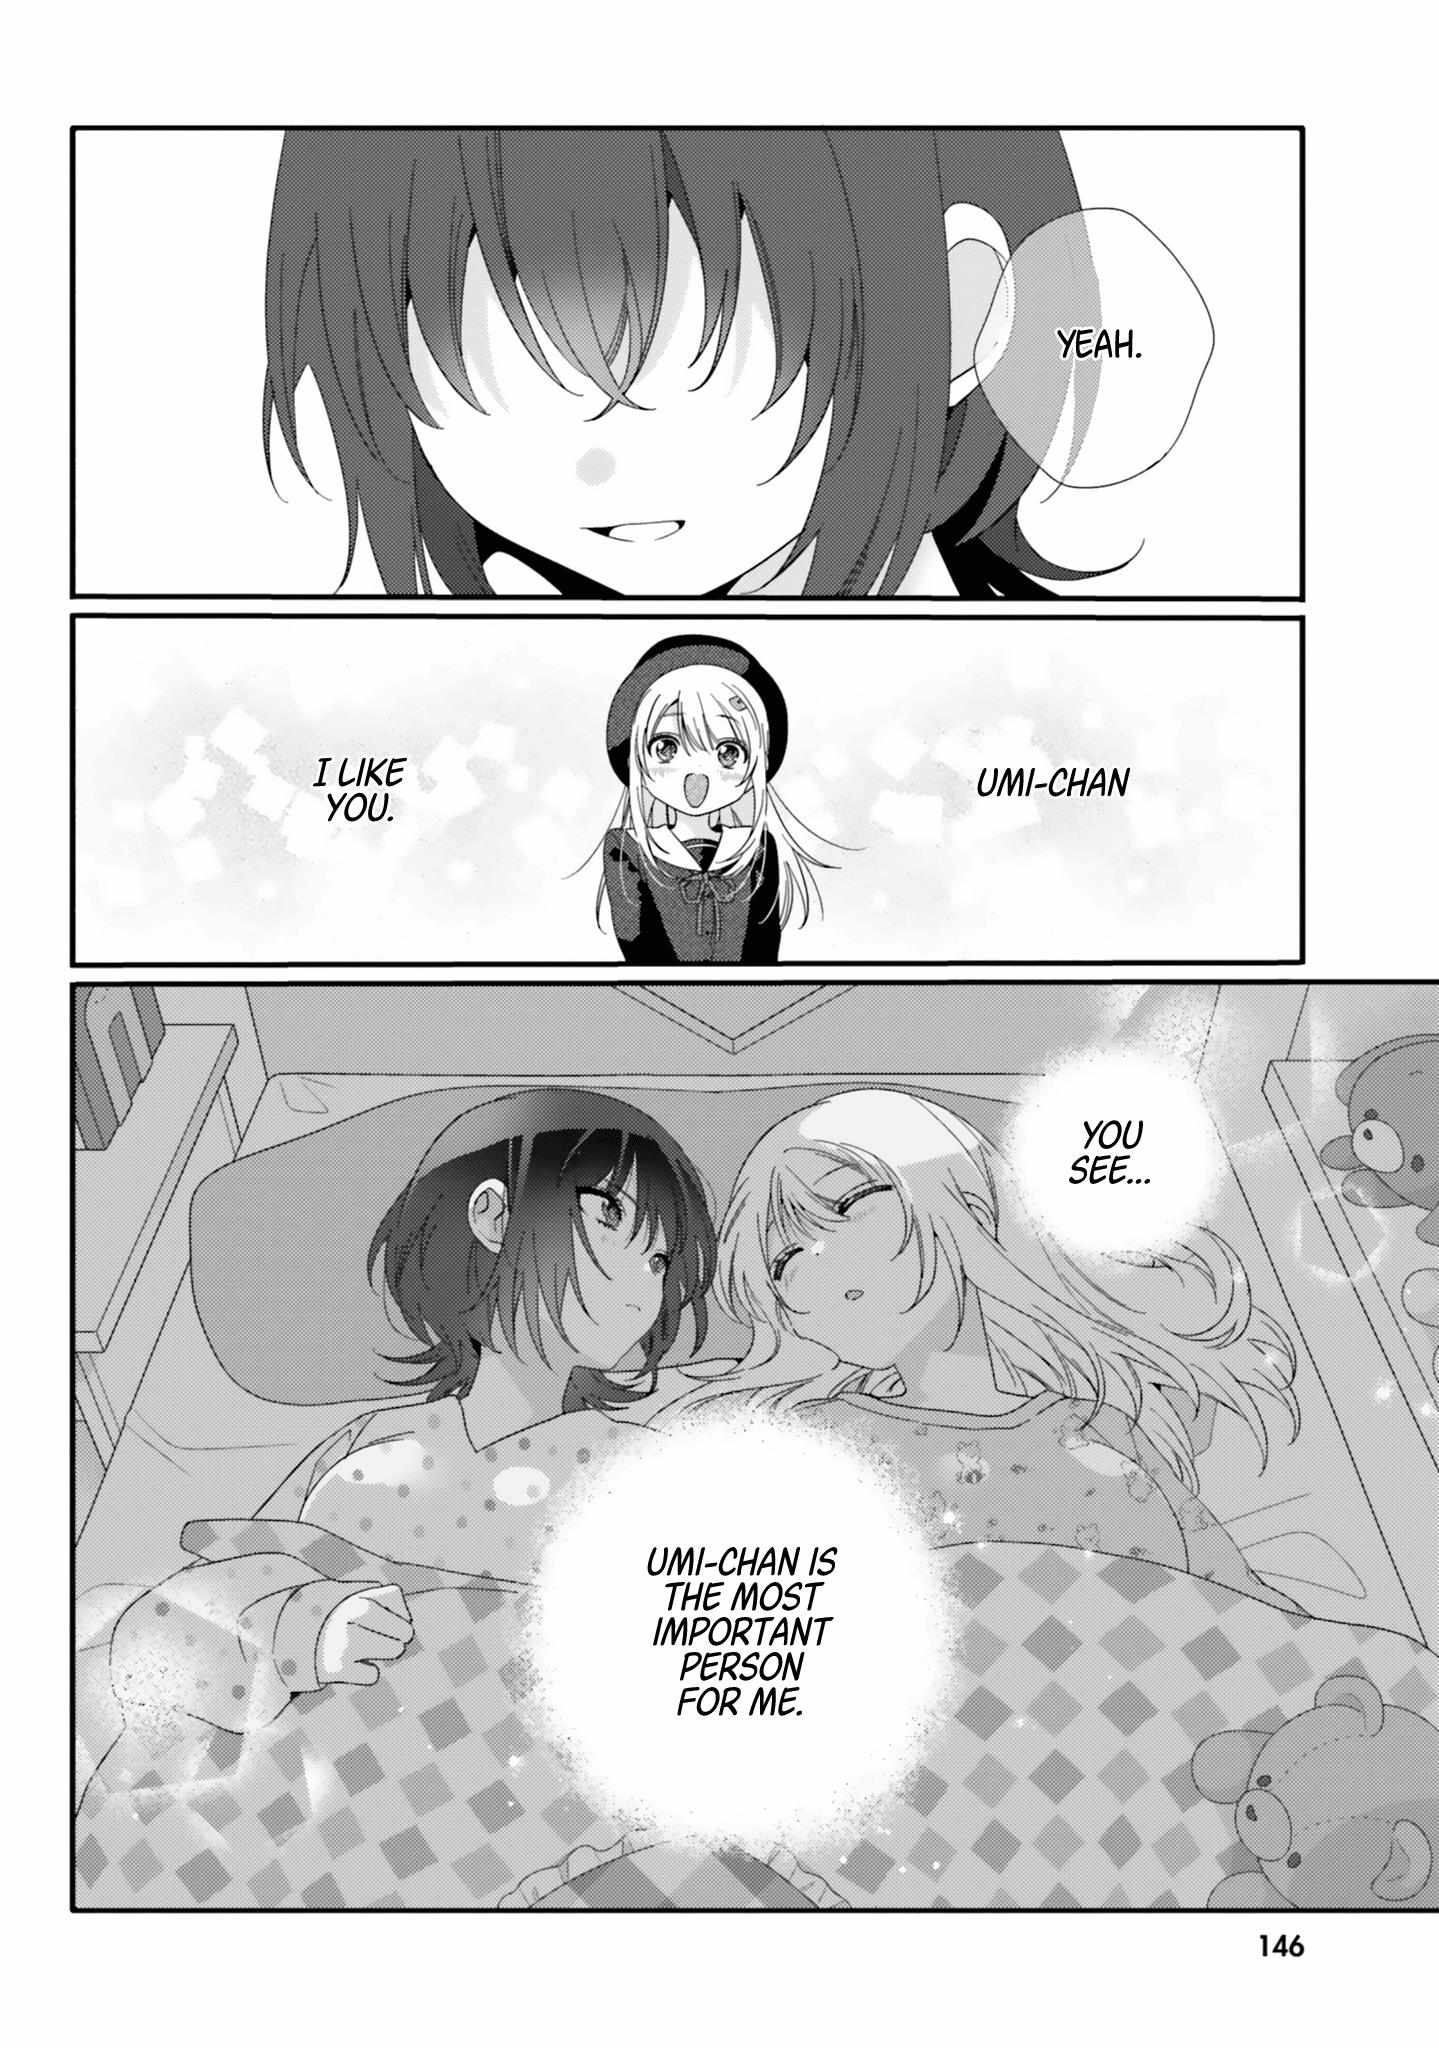 YEAH.
UMI-CHAN
I LIKE
YOU.
YOU
SEE...
UMI-CHAN IS
THE MOST
IMPORTANT
PERSON
FOR ME.
146